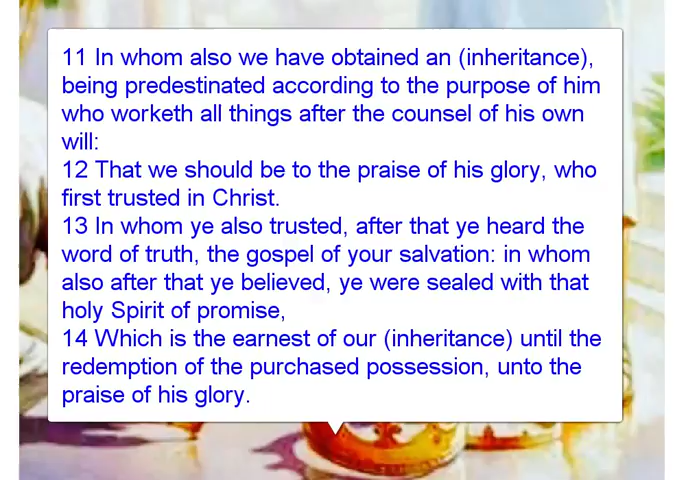 11 In whom also we have obtained an (inheritance),
being predestinated according to the purpose of him
who worketh all things after the counsel of his own
will:
12 That we should be to the praise of his glory, who
first trusted in Christ.
13 In whom ye also trusted, after that ye heard the
word of truth, the gospel of your salvation: in whom
also after that ye believed, ye were sealed with that
holy Spirit of promise,
14 Which is the earnest of our (inheritance) until the
redemption of the purchased possession, unto the
praise of his glory.